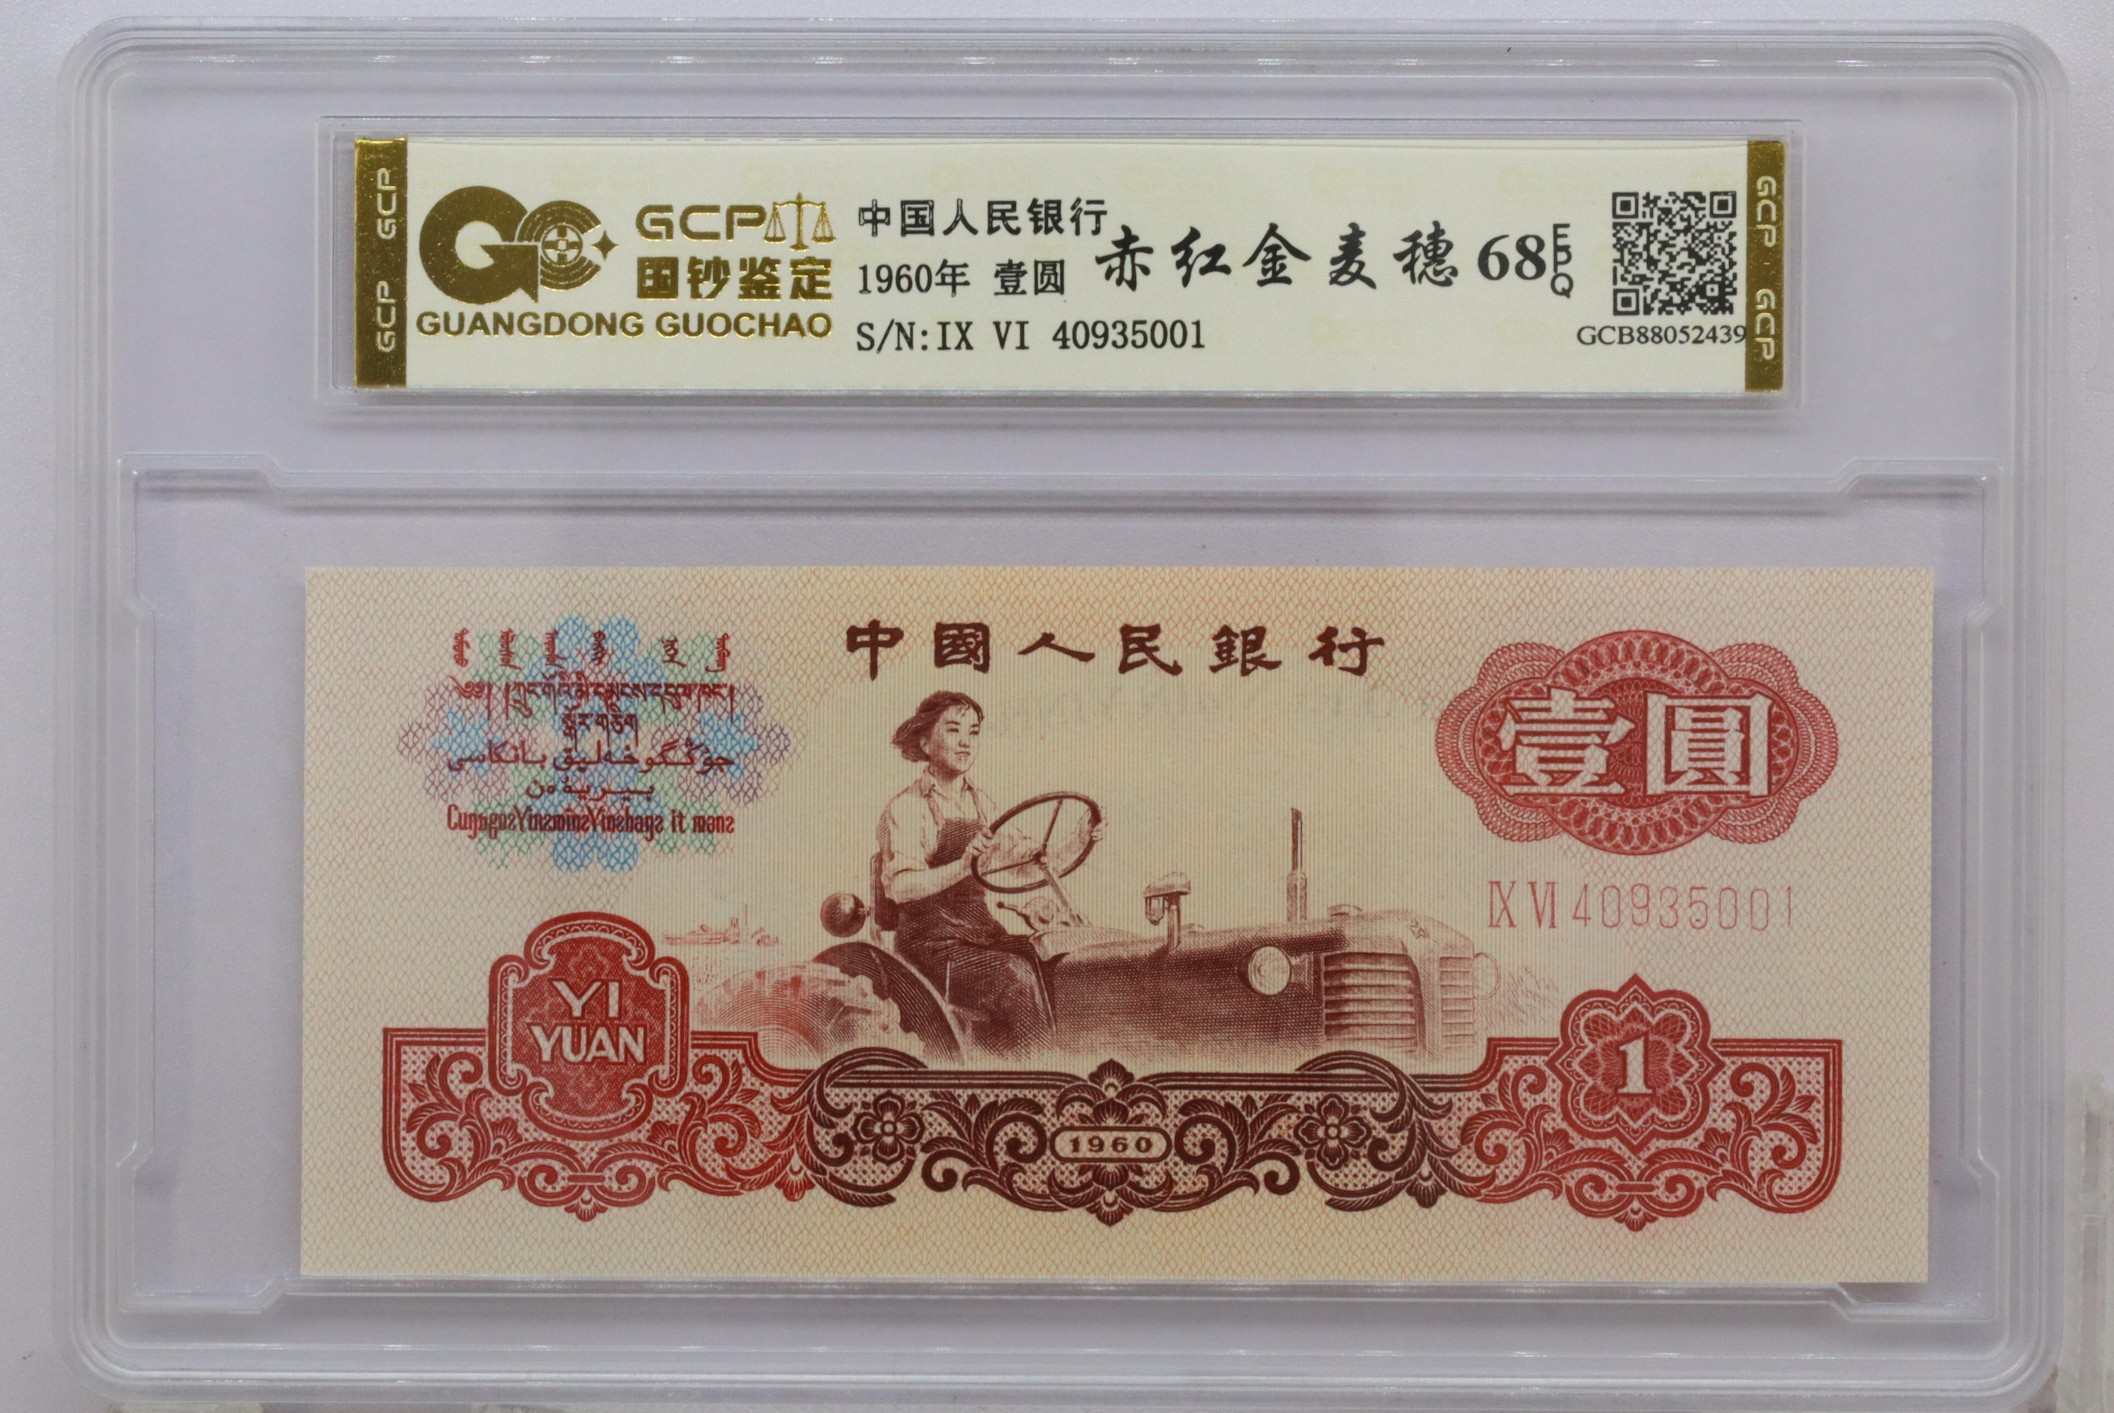 GCP
GCP
GCP
国钞鉴定
GUANGDONG GUOCHAO
中国人民银行
1960年 壹圆
S/N:IX VI 40935001
赤红金麦穗 68 EPQ
GCB88052439
GCP
GCP
中國人民銀行
壹圓
IX VI 40935001
YI
YUAN
1
1960